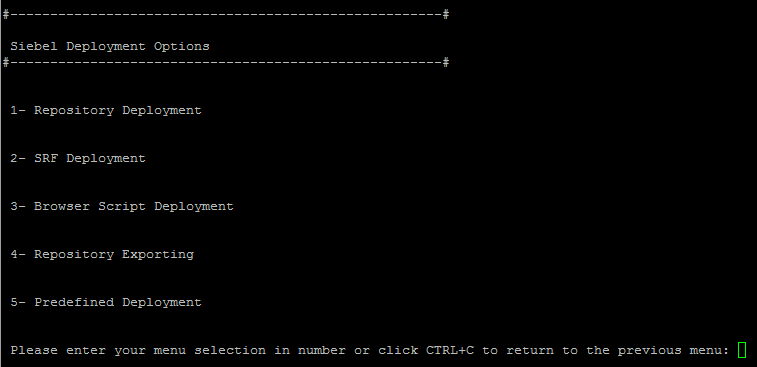 #------------------------------------------------------#
Siebel Deployment Options
#------------------------------------------------------#
1- Repository Deployment
2- SRF Deployment
3- Browser Script Deployment
4- Repository Exporting
5- Predefined Deployment
Please enter your menu selection in number or click CTRL+C to return to the previous menu: